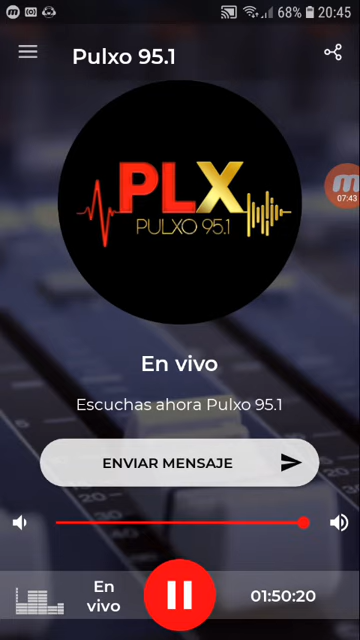 68% 20:45
Pulxo 95.1
PLX
PULXO 95.1
07:43
En vivo
Escuchas ahora Pulxo 95.1
ENVIAR MENSAJE
En
vivo
01:50:20